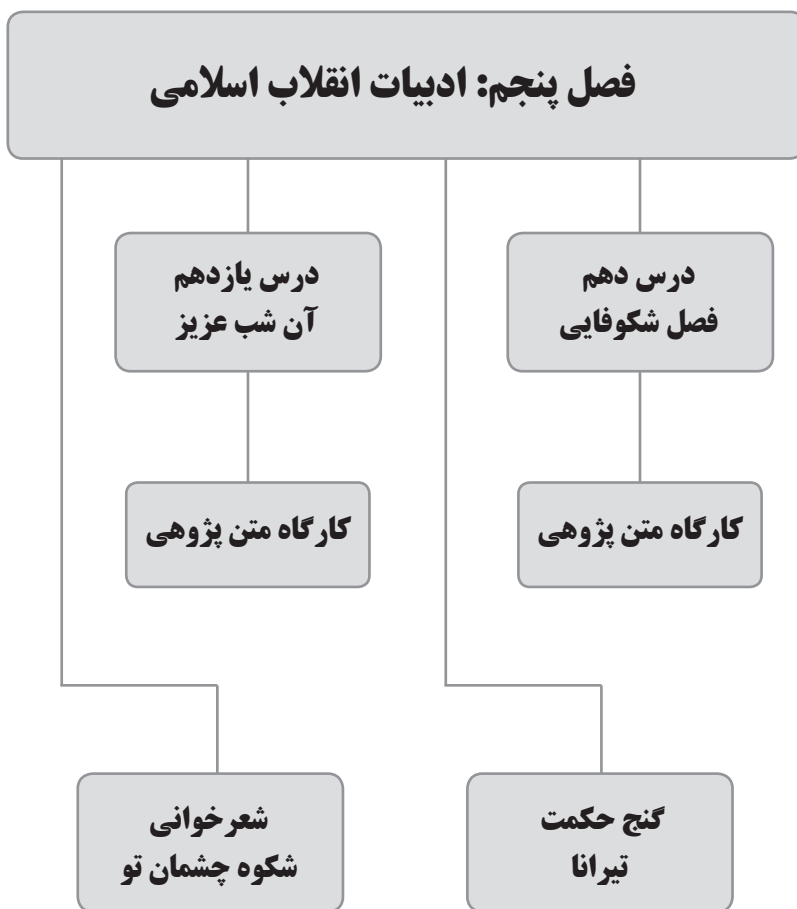 فصل پنجم: ادبیات انقلاب اسلامی
درس دهم
فصل شکوفایی
درس یازدهم
آن شب عزیز
کارگاه متن پژوهی
کارگاه متن پژوهی
گنج حکمت
تیرانا
شعرخوانی
شکوه چشمان تو